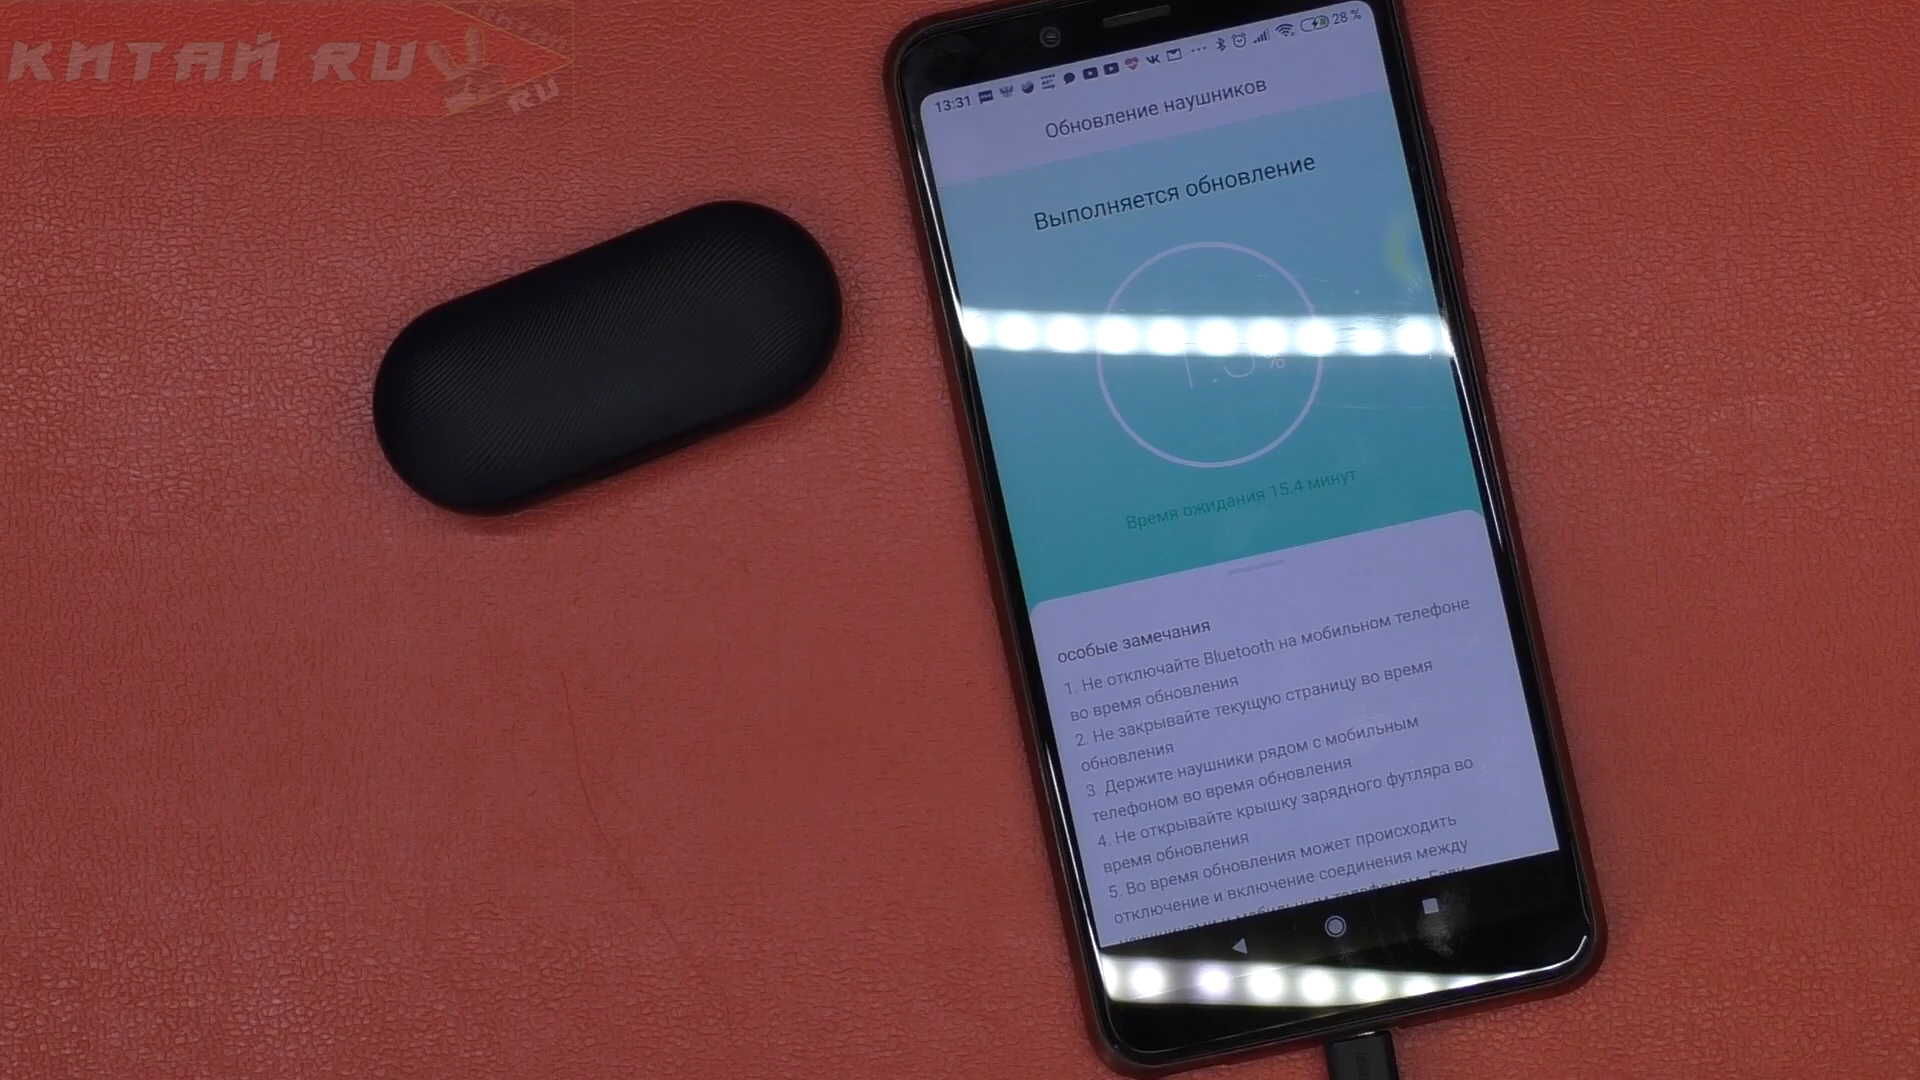 КИТАЙ RU
RU
13:31
28 %
Обновление наушников
Выполняется обновление
%
Время ожидания 15.4 минут
особые замечания
1. Не отключайте Bluetooth на мобильном телефоне
во время обновления
2. Не закрывайте текущую страницу во время
обновления
3 Держите наушники рядом с мобильным
телефоном во время обновления
4. Не открывайте крышку зарядного футляра во
время обновления
5. Во время обновления может происходить
отключение и включение соединения между